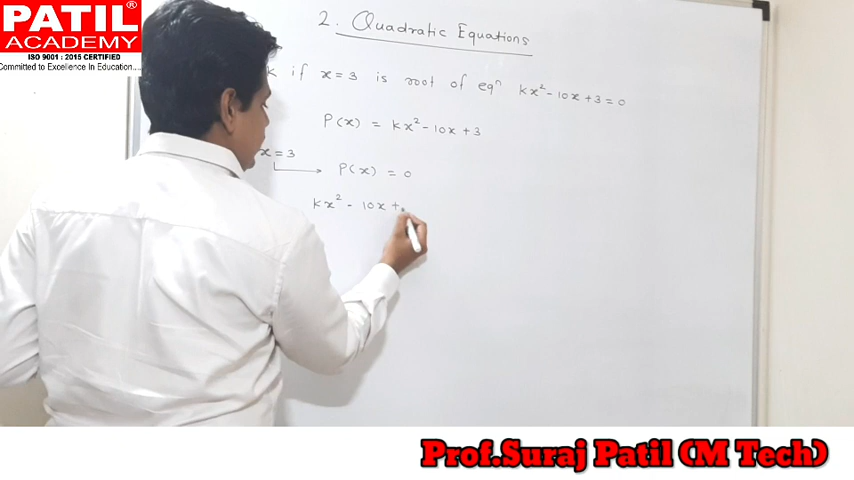 PATIL®
ACADEMY
ISO 9001 : 2015 CERTIFIED
Committed to Excellence In Education....
2. Quadratic Equations
k if x = 3 is root of eqⁿ kx² - 10x + 3 = 0
P(x) = kx² - 10x + 3
x = 3
P(x) = 0
kx² - 10x +
Prof.Suraj Patil(M Tech)